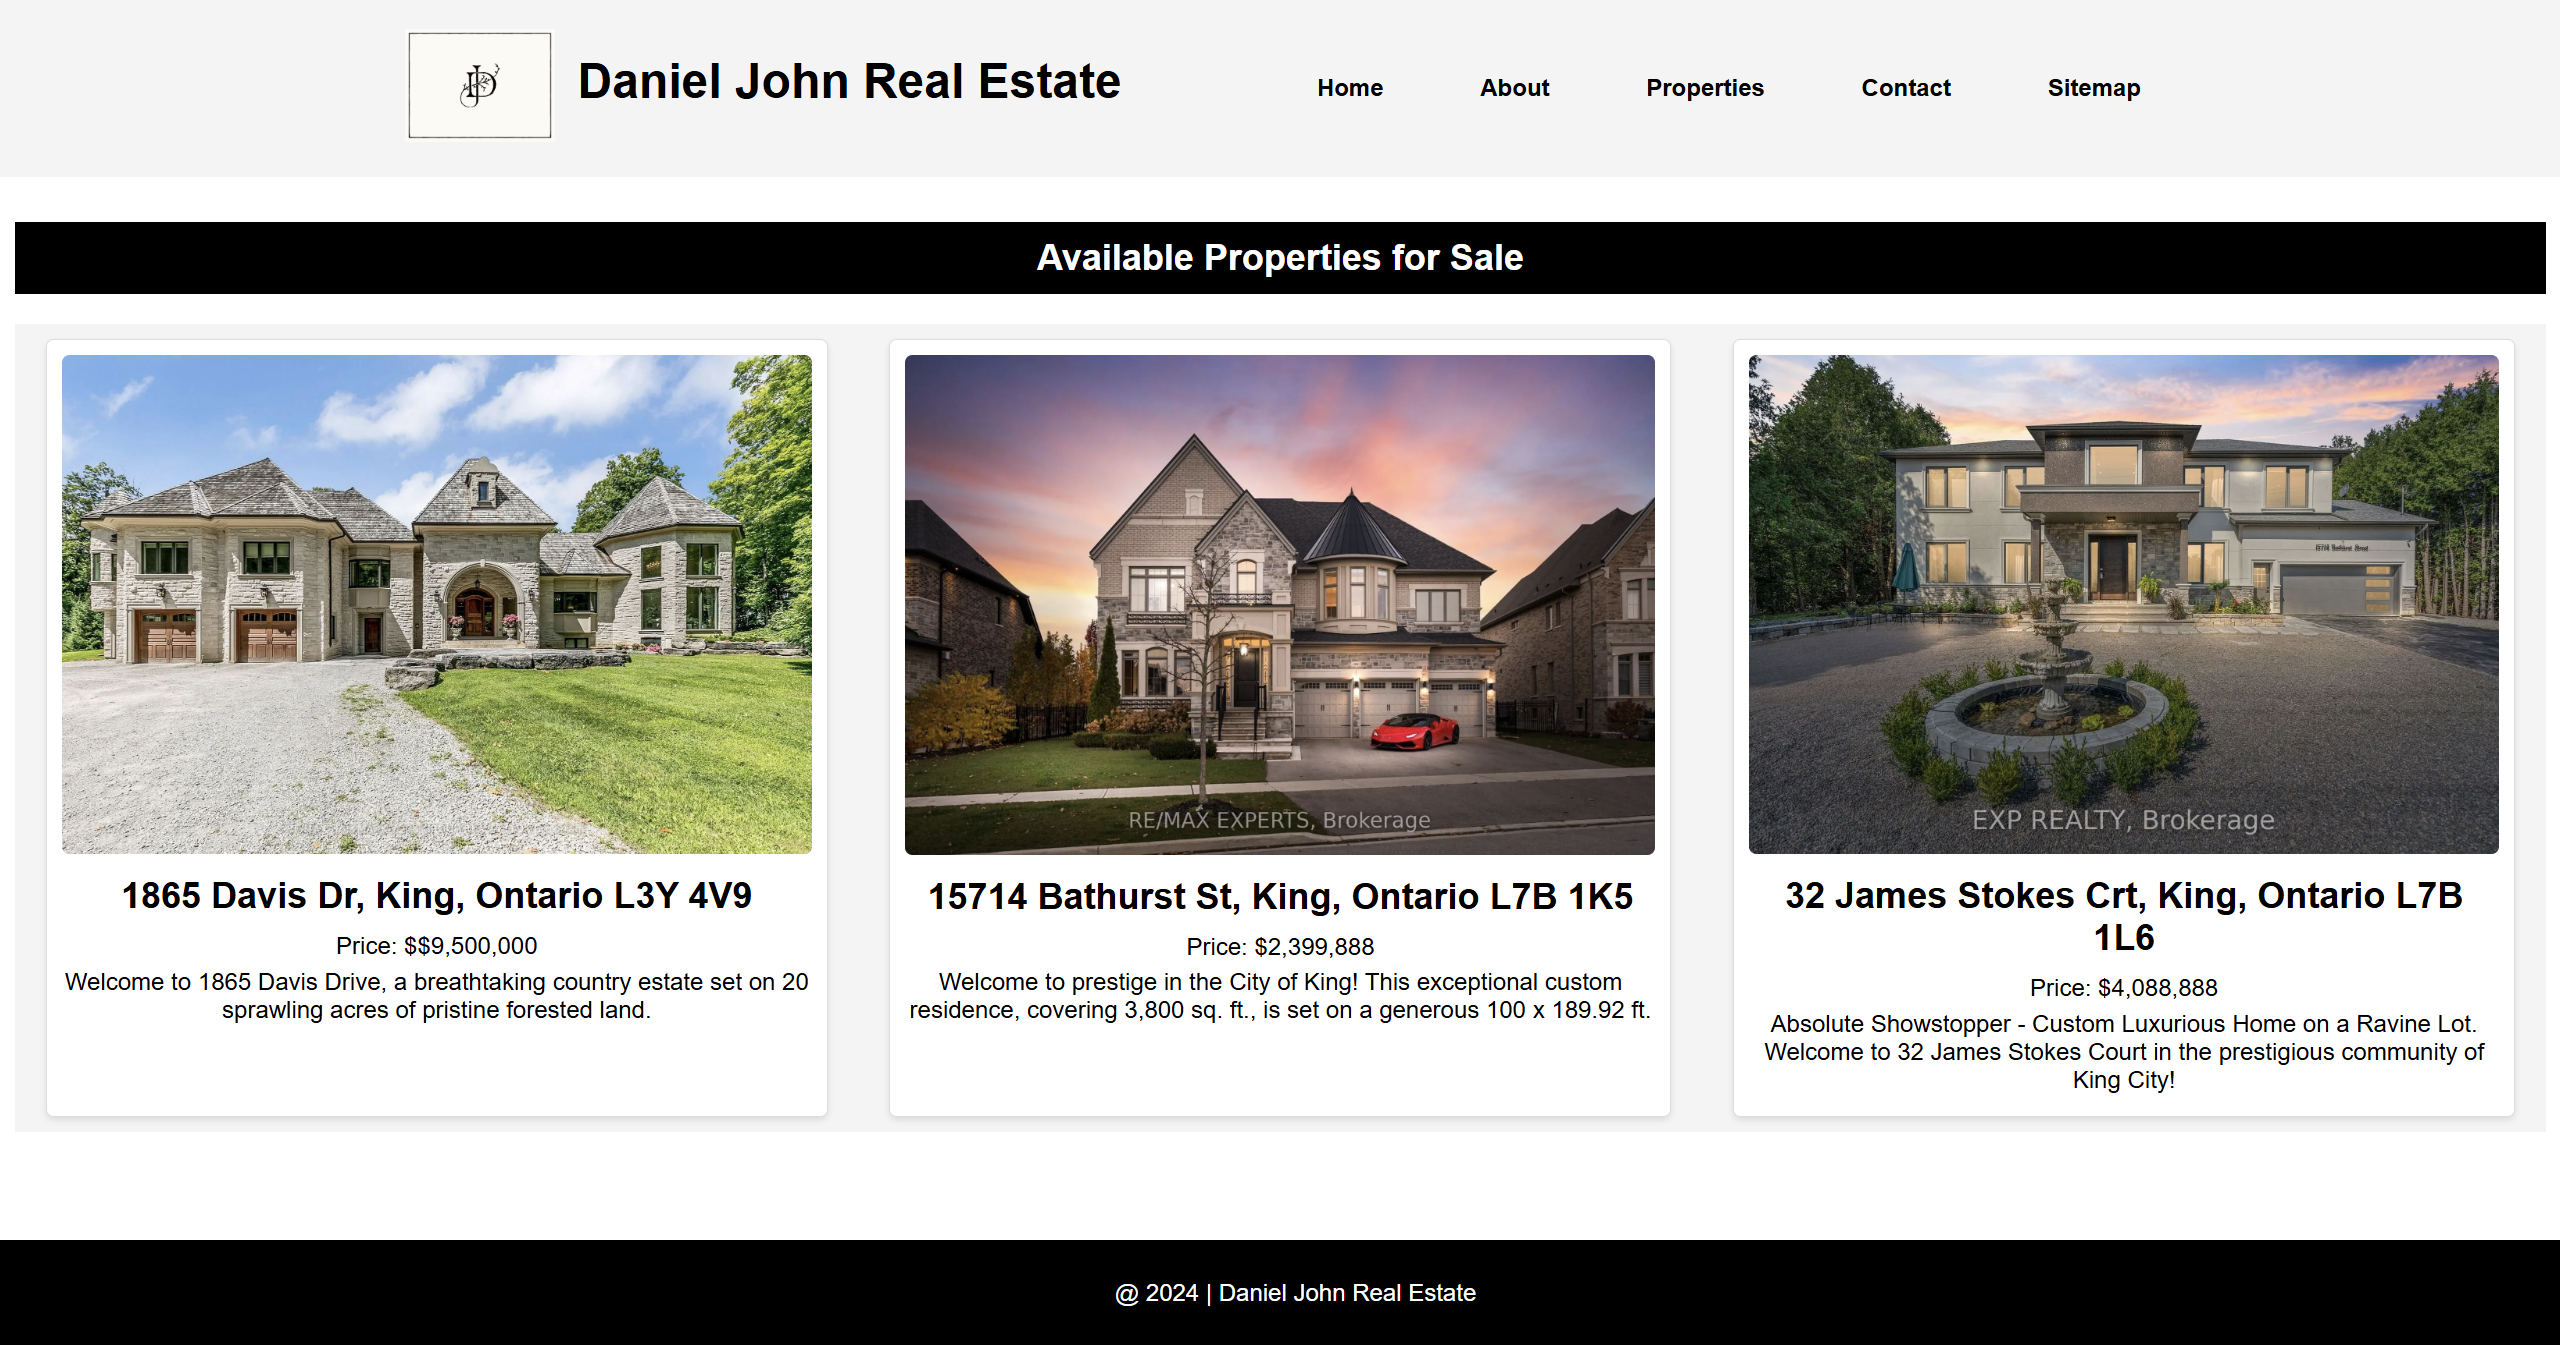 JD
Daniel John Real Estate
Home
About
Properties
Contact
Sitemap
Available Properties for Sale
RE/MAX EXPERTS, Brokerage
15714 Bathurst Street
EXP REALTY, Brokerage
1865 Davis Dr, King, Ontario L3Y 4V9
Price: $$9,500,000
Welcome to 1865 Davis Drive, a breathtaking country estate set on 20
sprawling acres of pristine forested land.
15714 Bathurst St, King, Ontario L7B 1K5
Price: $2,399,888
Welcome to prestige in the City of King! This exceptional custom
residence, covering 3,800 sq. ft., is set on a generous 100 x 189.92 ft.
32 James Stokes Crt, King, Ontario L7B
1L6
Price: $4,088,888
Absolute Showstopper - Custom Luxurious Home on a Ravine Lot.
Welcome to 32 James Stokes Court in the prestigious community of
King City!
@ 2024 | Daniel John Real Estate